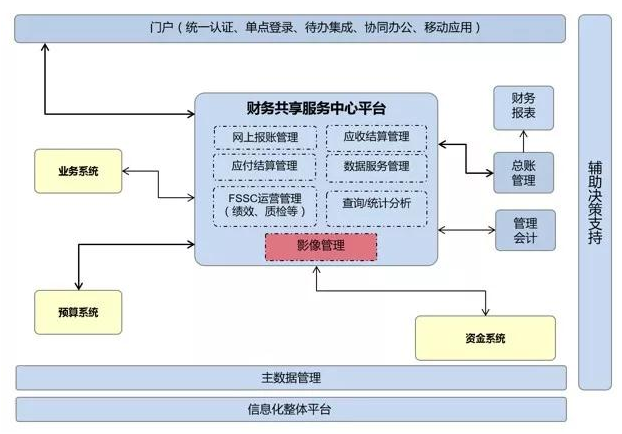 门户（统一认证、单点登录、待办集成、协同办公、移动应用）
财务共享服务中心平台
网上报账管理
应收结算管理
应付结算管理
数据服务管理
FSSC运营管理
（绩效、质检等）
查询/统计分析
影像管理
业务系统
预算系统
财务
报表
总账
管理
管理
会计
资金系统
辅助决策支持
主数据管理
信息化整体平台